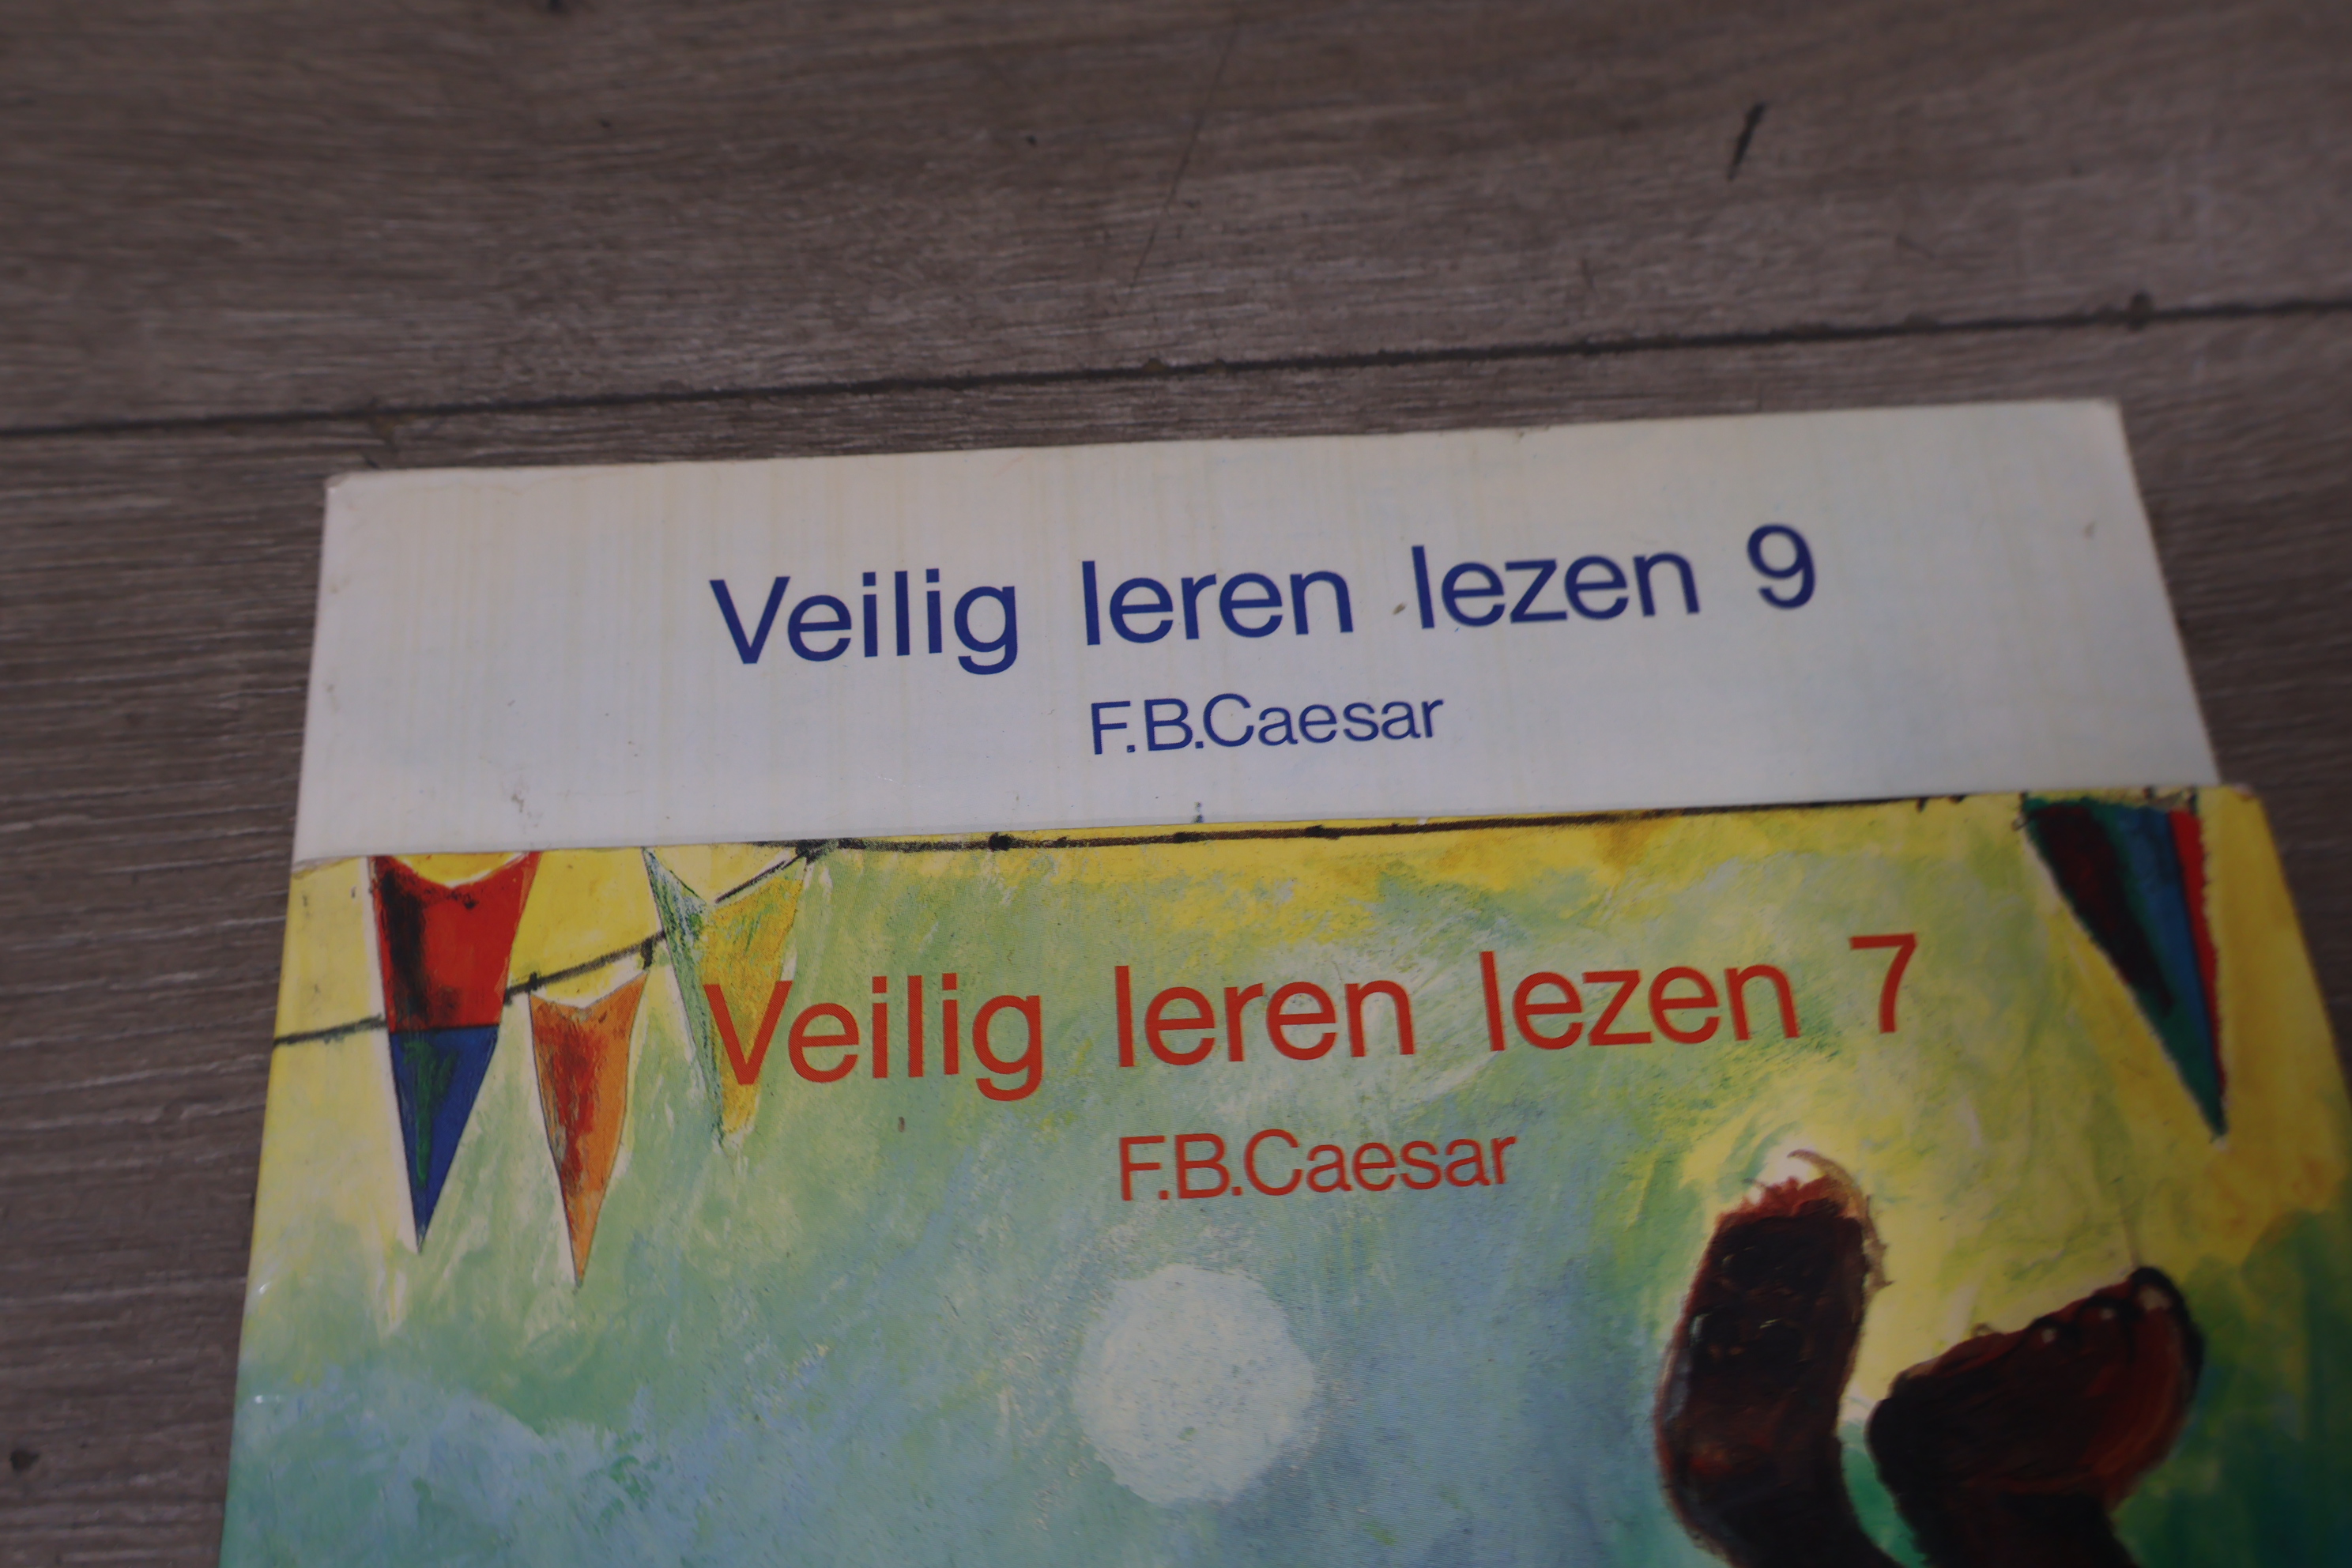 Veilig leren lezen 9
F.B.Caesar
Veilig leren lezen 7
F.B.Caesar